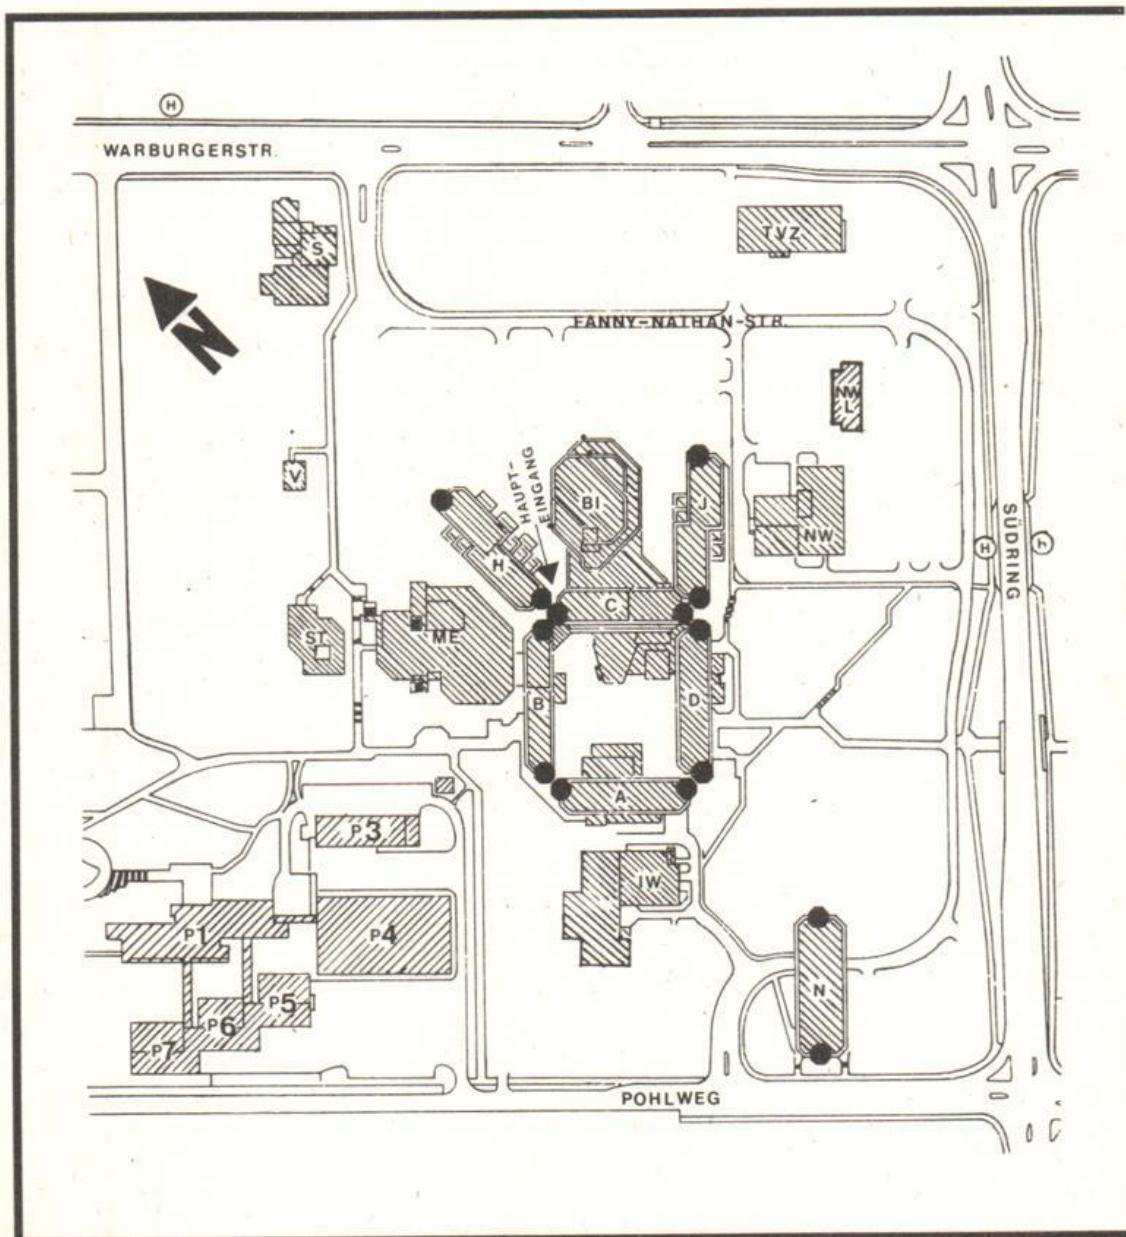 H
WARBURGERSTR.
S
TVZ
N
FANNY-NATHAN-STR.
NW
L
HAUPT-
EINGANG
V
BI
J
NW
SÜDRING
H
H
H
C
ST
ME
B
D
A
P3
IW
P1
P4
N
P5
P6
P7
POHLWEG